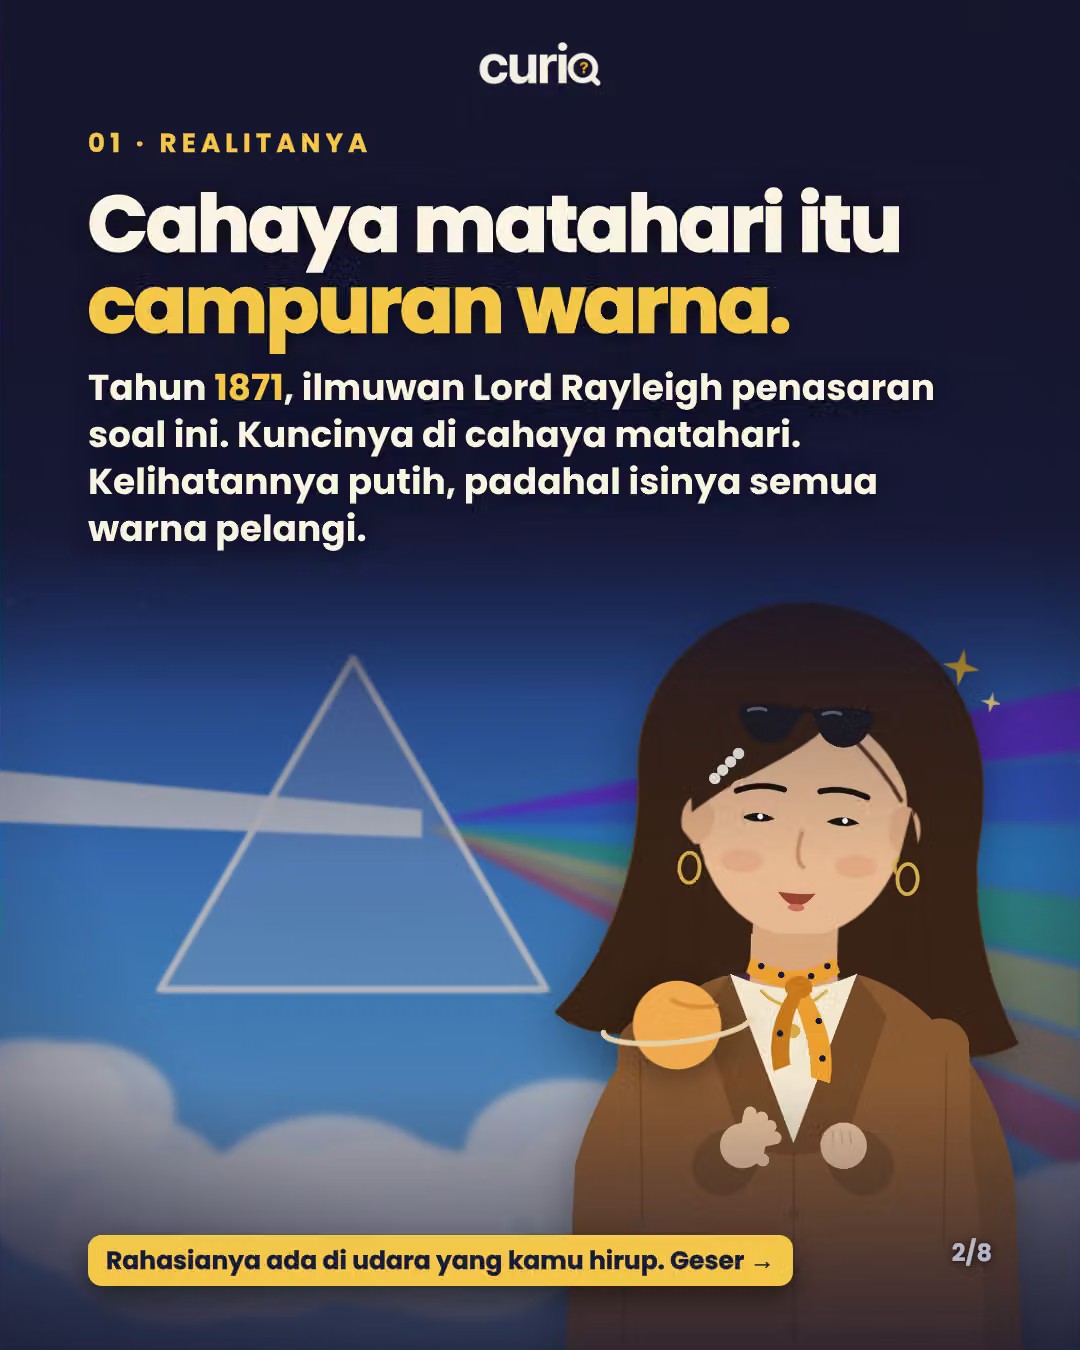 curio
01 · REALITANYA
Cahaya matahari itu
campuran warna.
Tahun 1871, ilmuwan Lord Rayleigh penasaran
soal ini. Kuncinya di cahaya matahari.
Kelihatannya putih, padahal isinya semua
warna pelangi.
Rahasianya ada di udara yang kamu hirup. Geser →
2/8